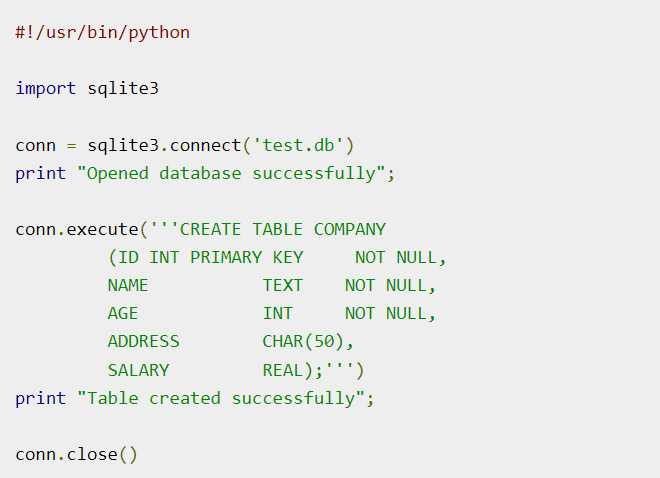 #!/usr/bin/python
import sqlite3
conn = sqlite3.connect('test.db')
print "Opened database successfully";
conn.execute('''CREATE TABLE COMPANY
(ID INT PRIMARY KEY     NOT NULL,
NAME           TEXT    NOT NULL,
AGE            INT     NOT NULL,
ADDRESS        CHAR(50),
SALARY         REAL);''')
print "Table created successfully";
conn.close()